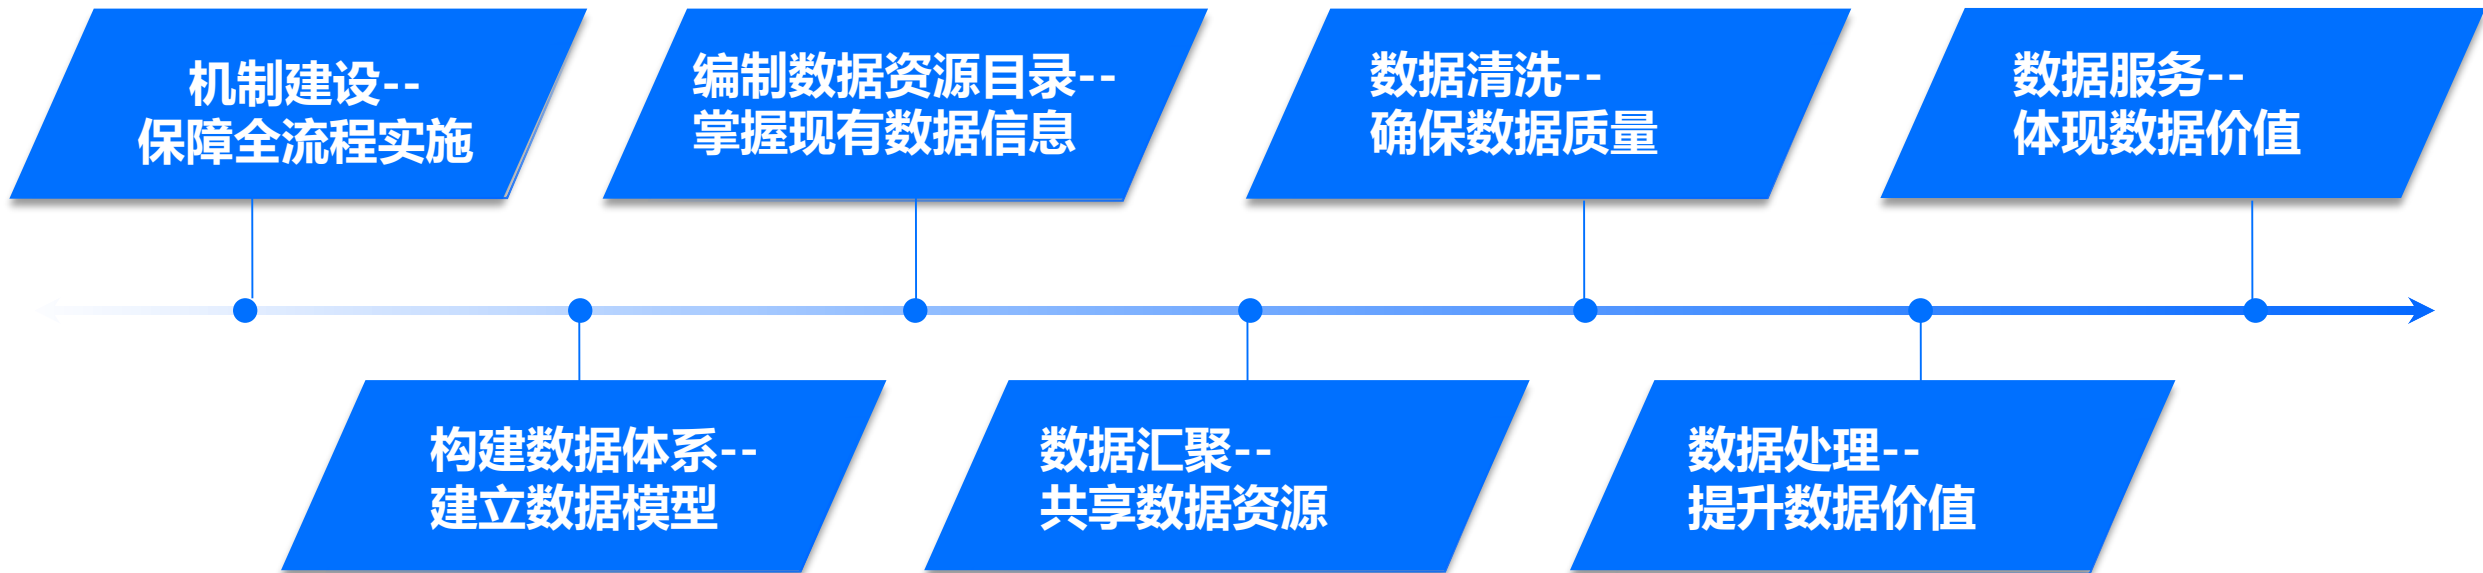 机制建设--
保障全流程实施
编制数据资源目录--
掌握现有数据信息
数据清洗--
确保数据质量
数据服务--
体现数据价值
构建数据体系--
建立数据模型
数据汇聚--
共享数据资源
数据处理--
提升数据价值